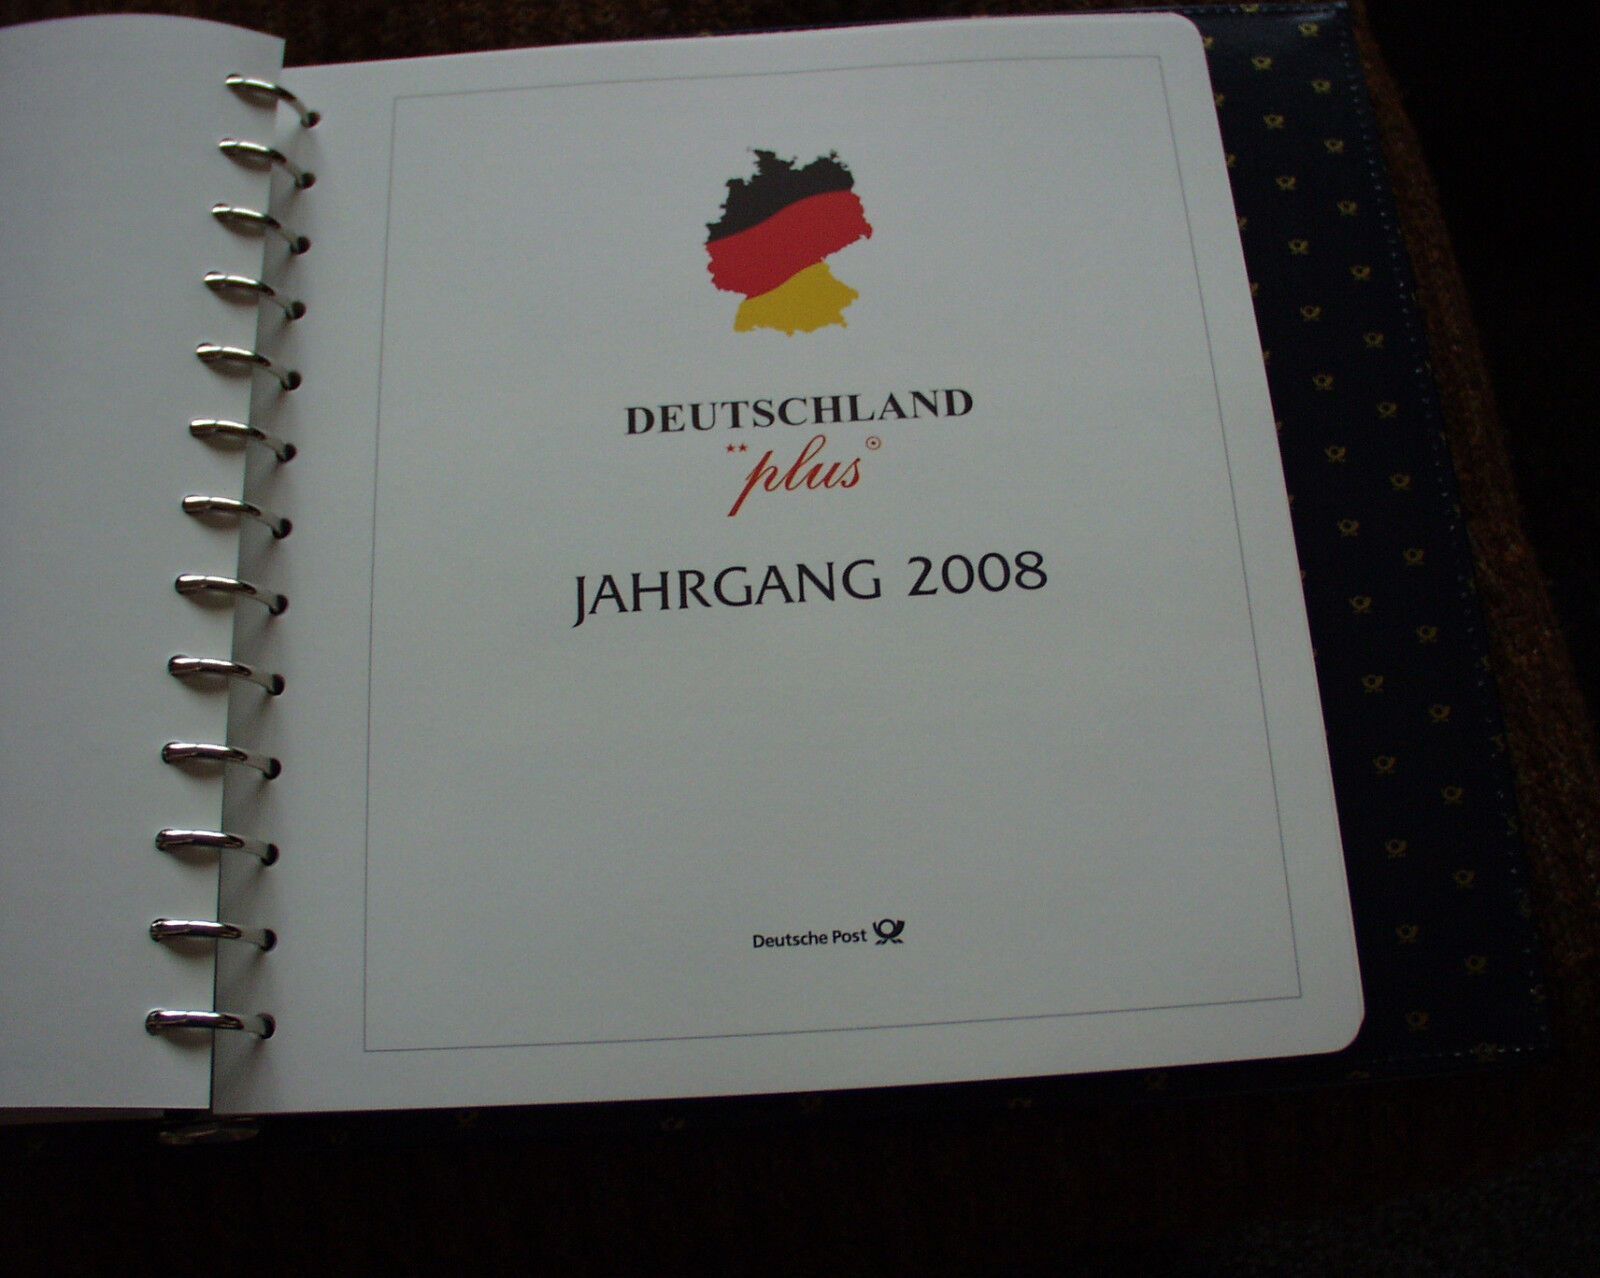 DEUTSCHLAND
**plus
JAHRGANG 2008
Deutsche Post